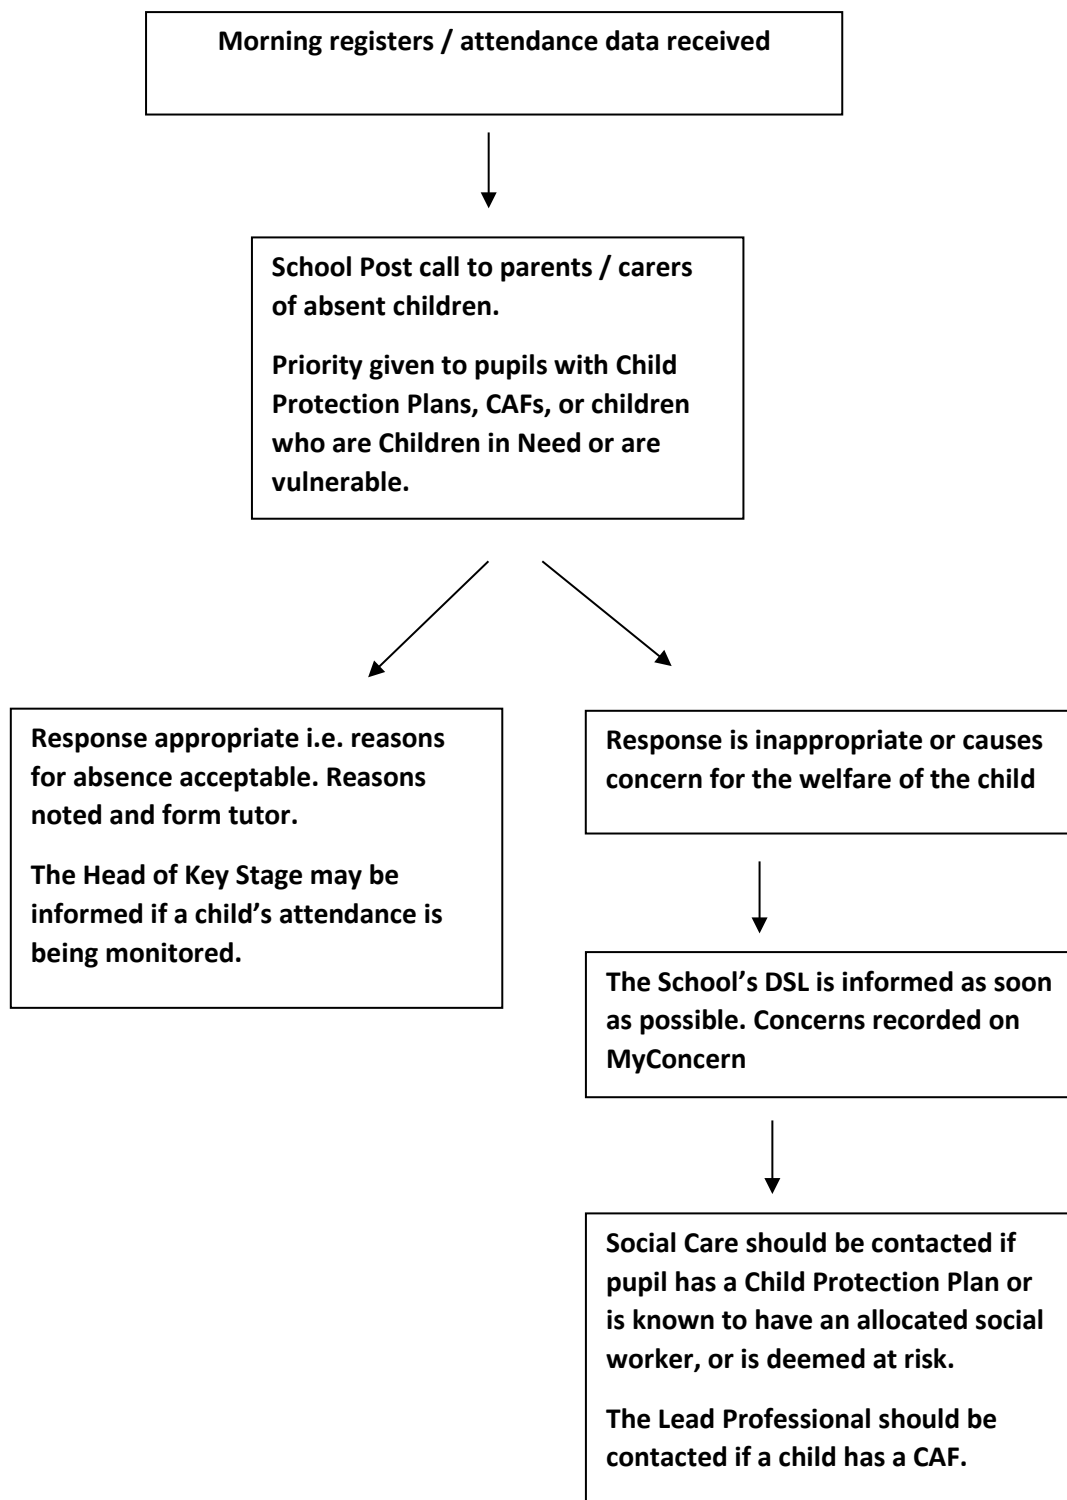 Morning registers / attendance data received
School Post call to parents / carers
of absent children.
Priority given to pupils with Child
Protection Plans, CAFs, or children
who are Children in Need or are
vulnerable.
Response appropriate i.e. reasons
for absence acceptable. Reasons
noted and form tutor.
The Head of Key Stage may be
informed if a child’s attendance is
being monitored.
Response is inappropriate or causes
concern for the welfare of the child
The School’s DSL is informed as soon
as possible. Concerns recorded on
MyConcern
Social Care should be contacted if
pupil has a Child Protection Plan or
is known to have an allocated social
worker, or is deemed at risk.
The Lead Professional should be
contacted if a child has a CAF.